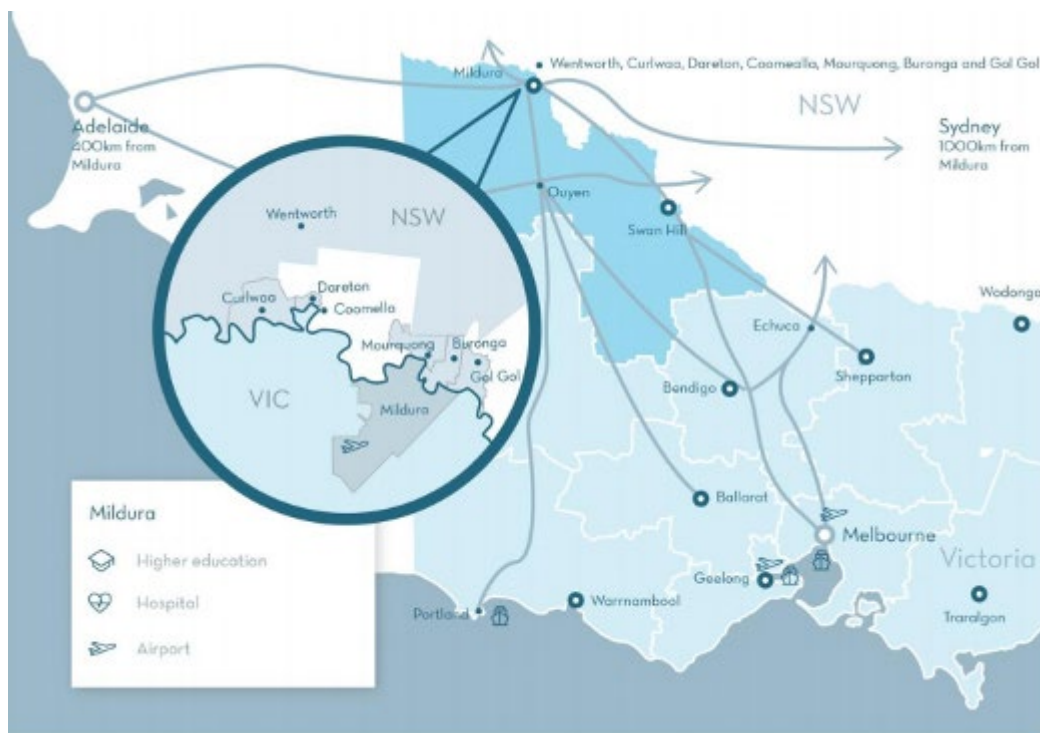 Wentworth, Curlwaa, Dareton, Coomealla, Mourquong, Buronga and Gol Gol
Mildura
NSW
Adelaide
400km from
Mildura
Sydney
1000km from
Mildura
Ouyen
Swan Hill
Wentworth
NSW
Dareton
Curlwaa
Coomella
Mourquong
Buronga
Gol Gol
VIC
Mildura
Wodonga
Echuca
Shepparton
Bendigo
Ballarat
Melbourne
Victoria
Geelong
Portland
Warrnambool
Traralgon
Mildura
Higher education
Hospital
Airport